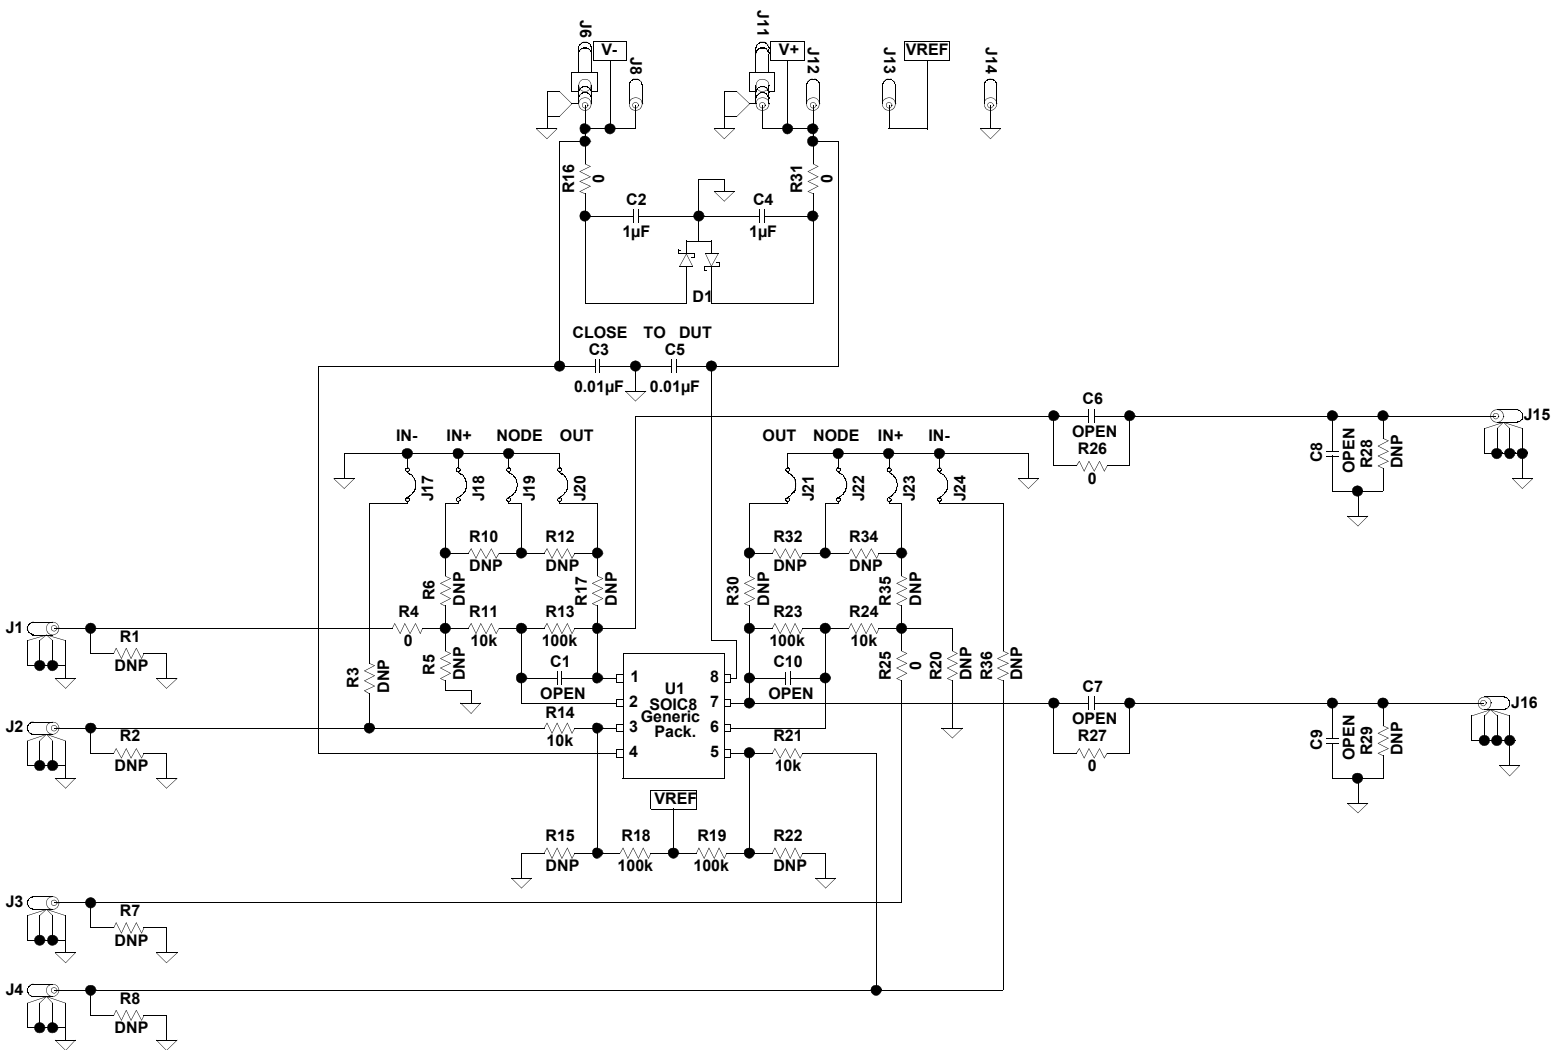 J6
V-
J8
J11
V+
J12
J13
VREF
J14
R16
0
R31
0
C2
1µF
C4
1µF
D1
CLOSE TO DUT
C3
0.01µF
C5
0.01µF
C6
OPEN
R26
0
J15
C8
OPEN
R28
DNP
IN-
IN+
NODE
OUT
OUT
NODE
IN+
IN-
J17
J18
J19
J20
J21
J22
J23
J24
R10
DNP
R12
DNP
R32
DNP
R34
DNP
R6
DNP
R17
DNP
R30
DNP
R35
DNP
J1
R1
DNP
R4
0
R11
10k
R13
100k
R23
100k
R24
10k
R3
DNP
R5
DNP
C1
OPEN
C10
OPEN
R25
0
R20
DNP
R36
DNP
1
2
3
4
U1
SOIC8
Generic
Pack.
8
7
6
5
J2
R2
DNP
R14
10k
R21
10k
C7
OPEN
R27
0
J16
C9
OPEN
R29
DNP
VREF
R15
DNP
R18
100k
R19
100k
R22
DNP
J3
R7
DNP
J4
R8
DNP